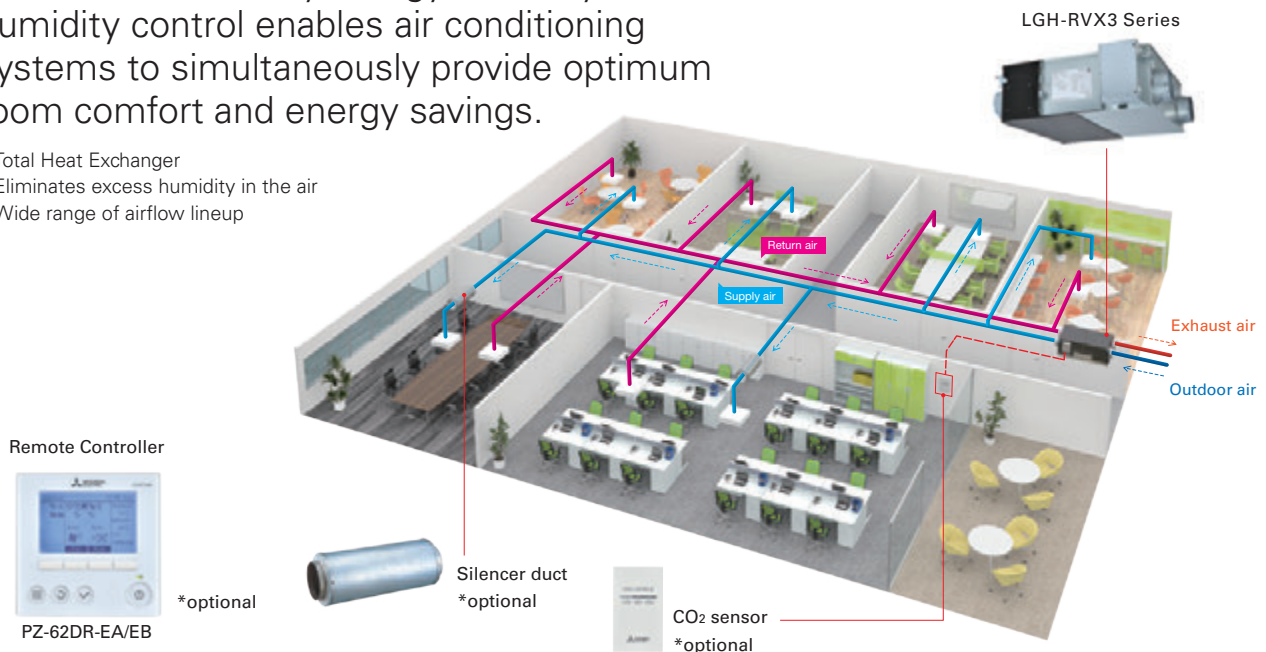 umidity control enables air conditioning
ystems to simultaneously provide optimum
oom comfort and energy savings.
Total Heat Exchanger
Eliminates excess humidity in the air
Wide range of airflow lineup
LGH-RVX3 Series
Return air
Supply air
Exhaust air
Outdoor air
Remote Controller
*optional
PZ-62DR-EA/EB
Silencer duct
*optional
CO2 sensor
*optional